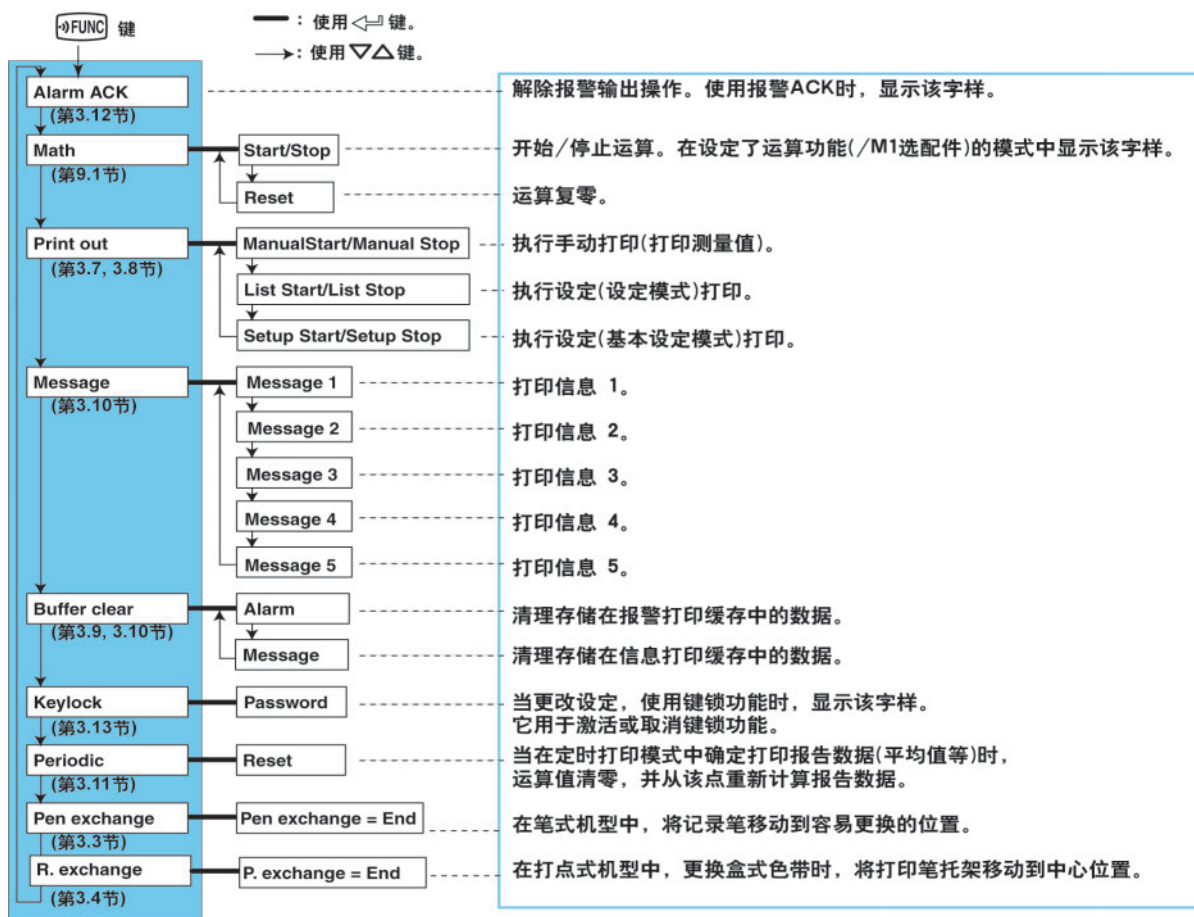 FUNC 键
: 使用 键。
: 使用▽△键。
Alarm ACK
(第3.12节)
解除报警输出操作。使用报警ACK时，显示该字样。
Math
(第9.1节)
Start/Stop
开始/停止运算。在设定了运算功能(/M1选配件)的模式中显示该字样。
Reset
运算复零。
Print out
(第3.7, 3.8节)
ManualStart/Manual Stop
执行手动打印(打印测量值)。
List Start/List Stop
执行设定(设定模式)打印。
Setup Start/Setup Stop
执行设定(基本设定模式)打印。
Message
(第3.10节)
Message 1
打印信息 1。
Message 2
打印信息 2。
Message 3
打印信息 3。
Message 4
打印信息 4。
Message 5
打印信息 5。
Buffer clear
(第3.9, 3.10节)
Alarm
清理存储在报警打印缓存中的数据。
Message
清理存储在信息打印缓存中的数据。
Keylock
(第3.13节)
Password
当更改设定，使用键锁功能时，显示该字样。
它用于激活或取消键锁功能。
Periodic
(第3.11节)
Reset
当在定时打印模式中确定打印报告数据(平均值等)时，
运算值清零，并从该点重新计算报告数据。
Pen exchange
(第3.3节)
Pen exchange = End
在笔式机型中，将记录笔移动到容易更换的位置。
R. exchange
(第3.4节)
P. exchange = End
在打点式机型中，更换盒式色带时，将打印笔托架移动到中心位置。